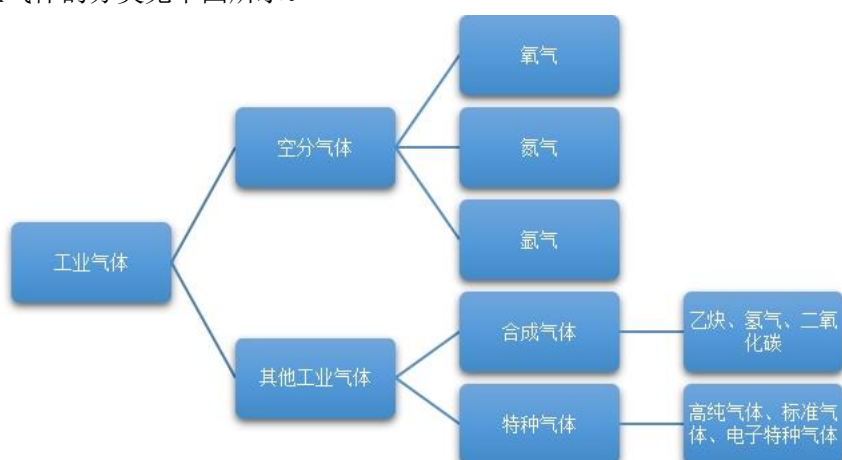 氧气
空分气体
氮气
氩气
工业气体
合成气体
乙炔、氢气、二氧
化碳
其他工业气体
特种气体
高纯气体、标准气
体、电子特种气体